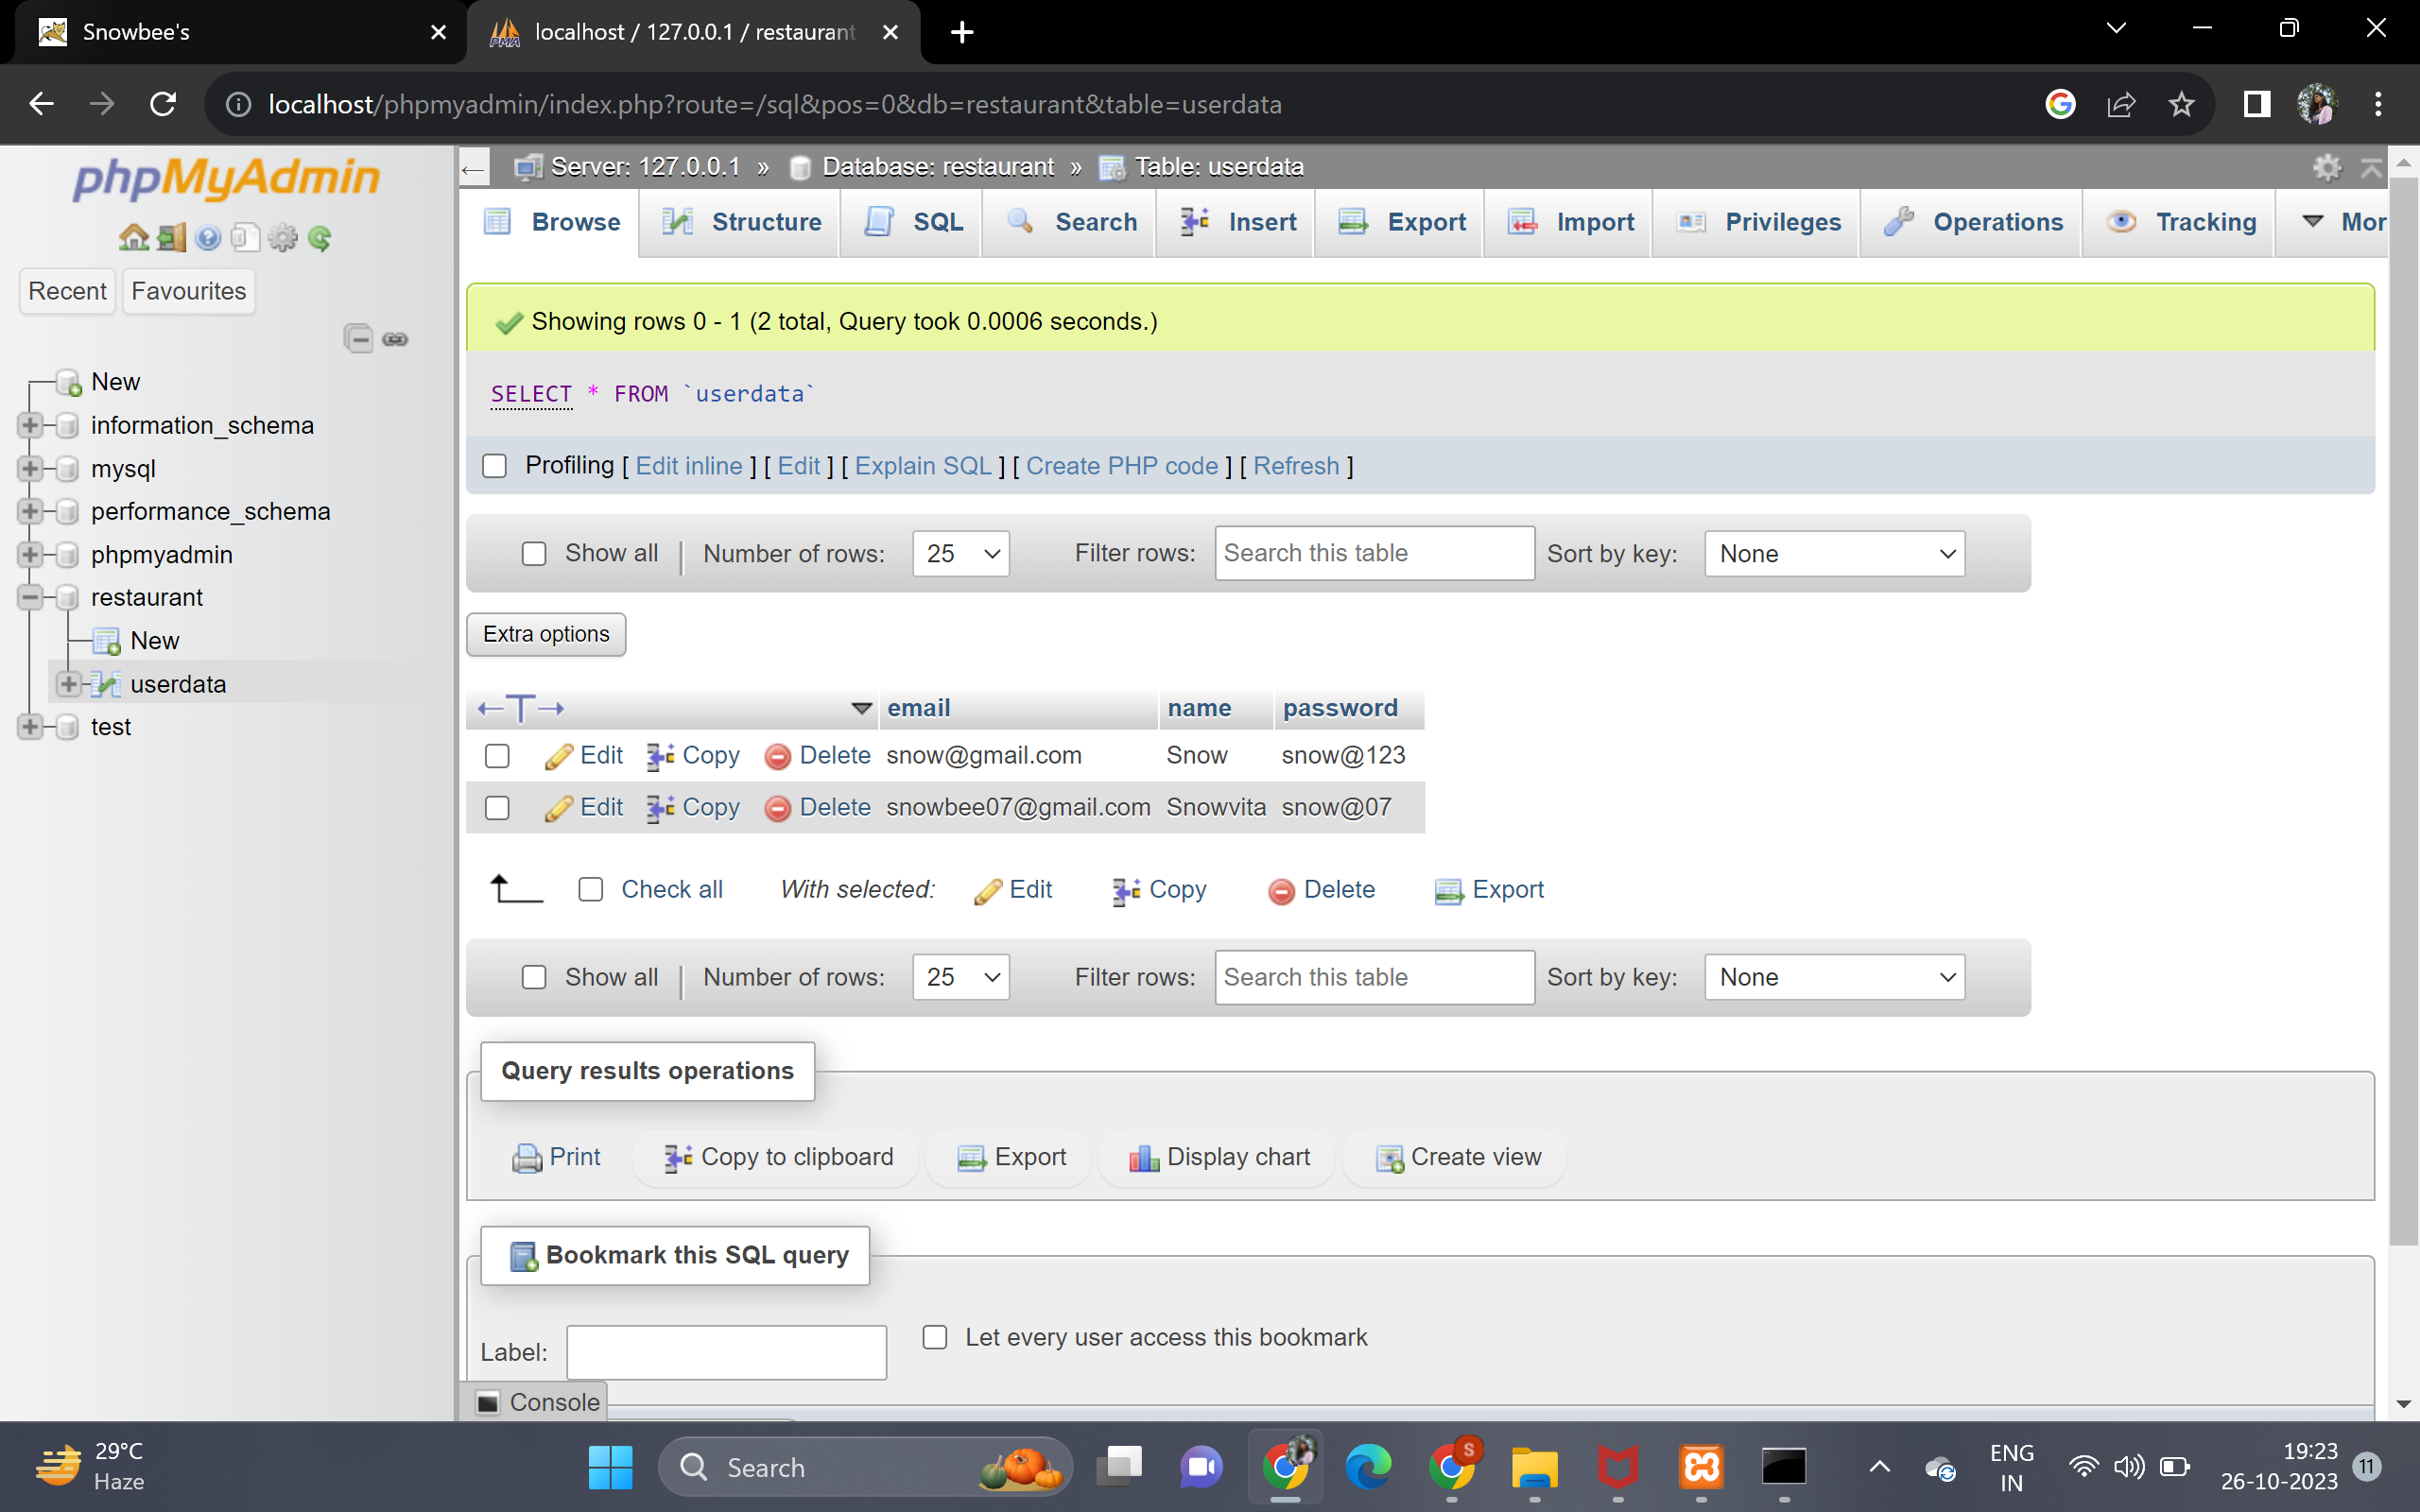 Snowbee's
localhost / 127.0.0.1 / restaurant
localhost/phpmyadmin/index.php?route=/sql&pos=0&db=restaurant&table=userdata
phpMyAdmin
Recent Favourites
New
information_schema
mysql
performance_schema
phpmyadmin
restaurant
New
userdata
test
Server: 127.0.0.1 » Database: restaurant » Table: userdata
Browse Structure SQL Search Insert Export Import Privileges Operations Tracking Mor
Showing rows 0 - 1 (2 total, Query took 0.0006 seconds.)
SELECT * FROM `userdata`
Profiling [ Edit inline ] [ Edit ] [ Explain SQL ] [ Create PHP code ] [ Refresh ]
Show all | Number of rows: 25 Filter rows: Search this table Sort by key: None
Extra options
email name password
Edit Copy Delete snow@gmail.com Snow snow@123
Edit Copy Delete snowbee07@gmail.com Snowvita snow@07
Check all With selected: Edit Copy Delete Export
Show all | Number of rows: 25 Filter rows: Search this table Sort by key: None
Query results operations
Print Copy to clipboard Export Display chart Create view
Bookmark this SQL query
Label: Let every user access this bookmark
Console
29°C
Haze
Search
S
ENG
IN
19:23
26-10-2023
11